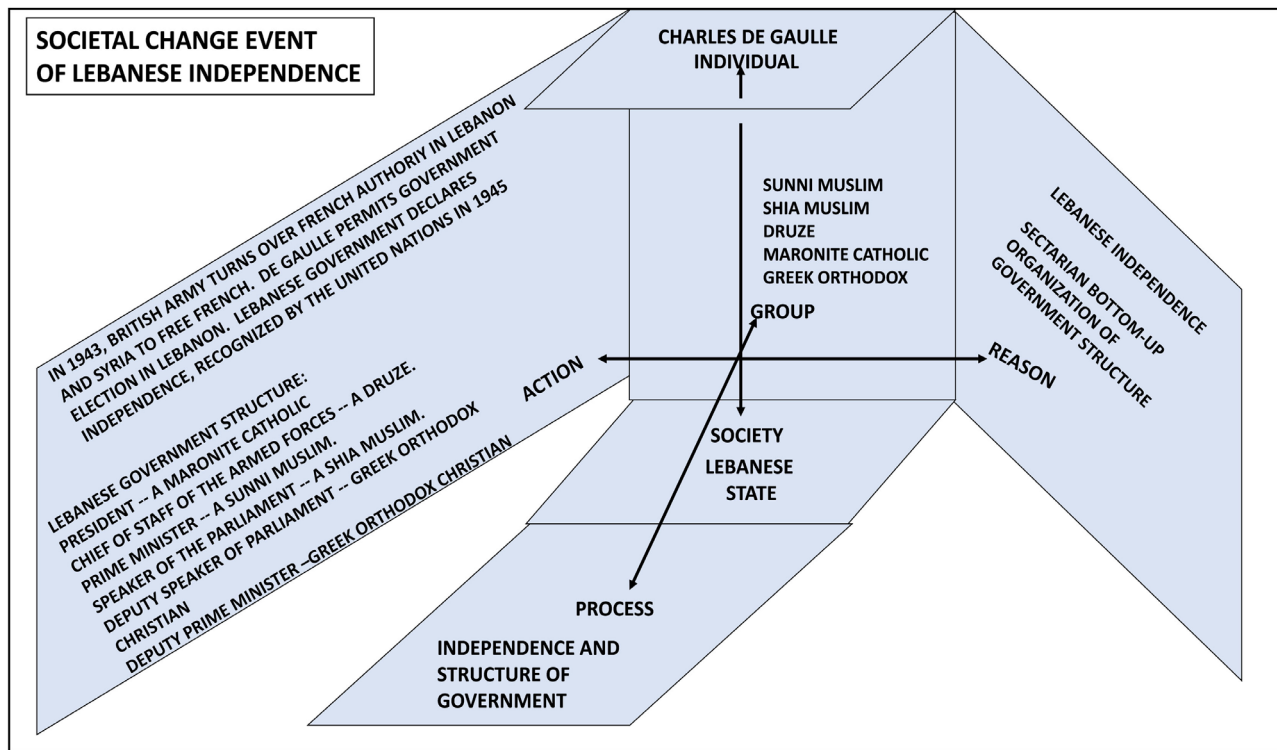 SOCIETAL CHANGE EVENT
OF LEBANESE INDEPENDENCE
CHARLES DE GAULLE
INDIVIDUAL
IN 1943, BRITISH ARMY TURNS OVER FRENCH AUTHORIY IN LEBANON
AND SYRIA TO FREE FRENCH. DE GAULLE PERMITS GOVERNMENT
ELECTION IN LEBANON. LEBANESE GOVERNMENT DECLARES
INDEPENDENCE, RECOGNIZED BY THE UNITED NATIONS IN 1945
LEBANESE GOVERNMENT STRUCTURE:
PRESIDENT -- A MARONITE CATHOLIC
CHIEF OF STAFF OF THE ARMED FORCES -- A DRUZE.
PRIME MINISTER -- A SUNNI MUSLIM.
SPEAKER OF THE PARLIAMENT -- A SHIA MUSLIM.
DEPUTY SPEAKER OF PARLIAMENT -- GREEK ORTHODOX
CHRISTIAN
DEPUTY PRIME MINISTER –GREEK ORTHODOX CHRISTIAN
ACTION
SUNNI MUSLIM
SHIA MUSLIM
DRUZE
MARONITE CATHOLIC
GREEK ORTHODOX
GROUP
REASON
LEBANESE INDEPENDENCE
SECTARIAN BOTTOM-UP
ORGANIZATION OF
GOVERNMENT STRUCTURE
SOCIETY
LEBANESE
STATE
PROCESS
INDEPENDENCE AND
STRUCTURE OF
GOVERNMENT